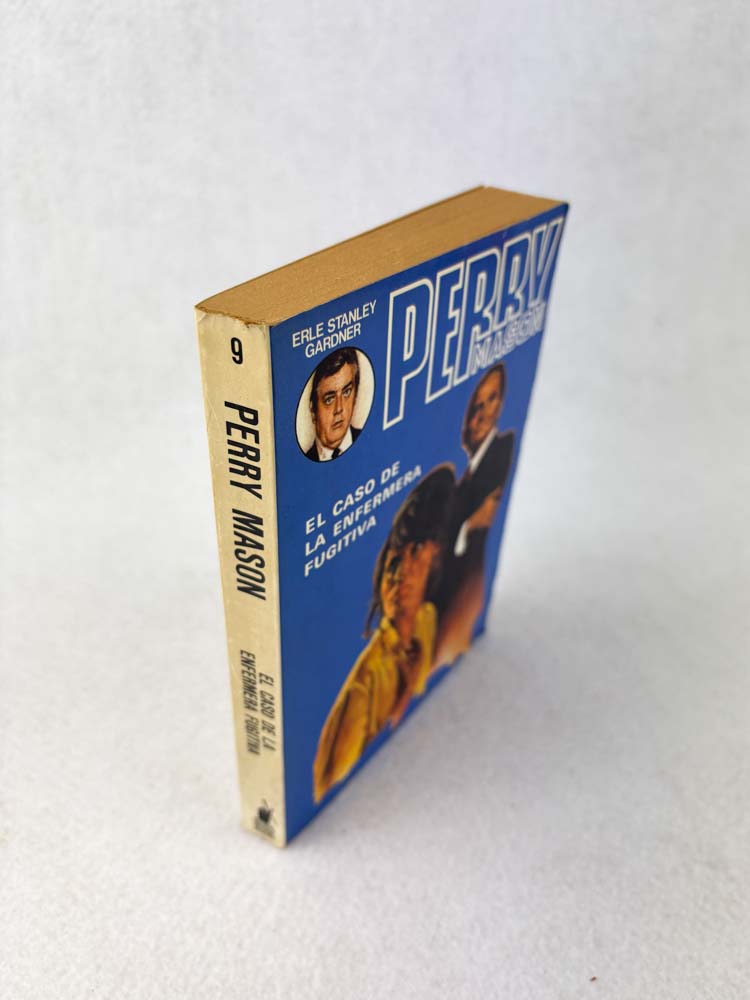 9
PERRY MASON
EL CASO DE LA
ENFERMERA FUGITIVA
ERLE STANLEY
GARDNER
PERRY
MASON
EL CASO DE
LA ENFERMERA
FUGITIVA